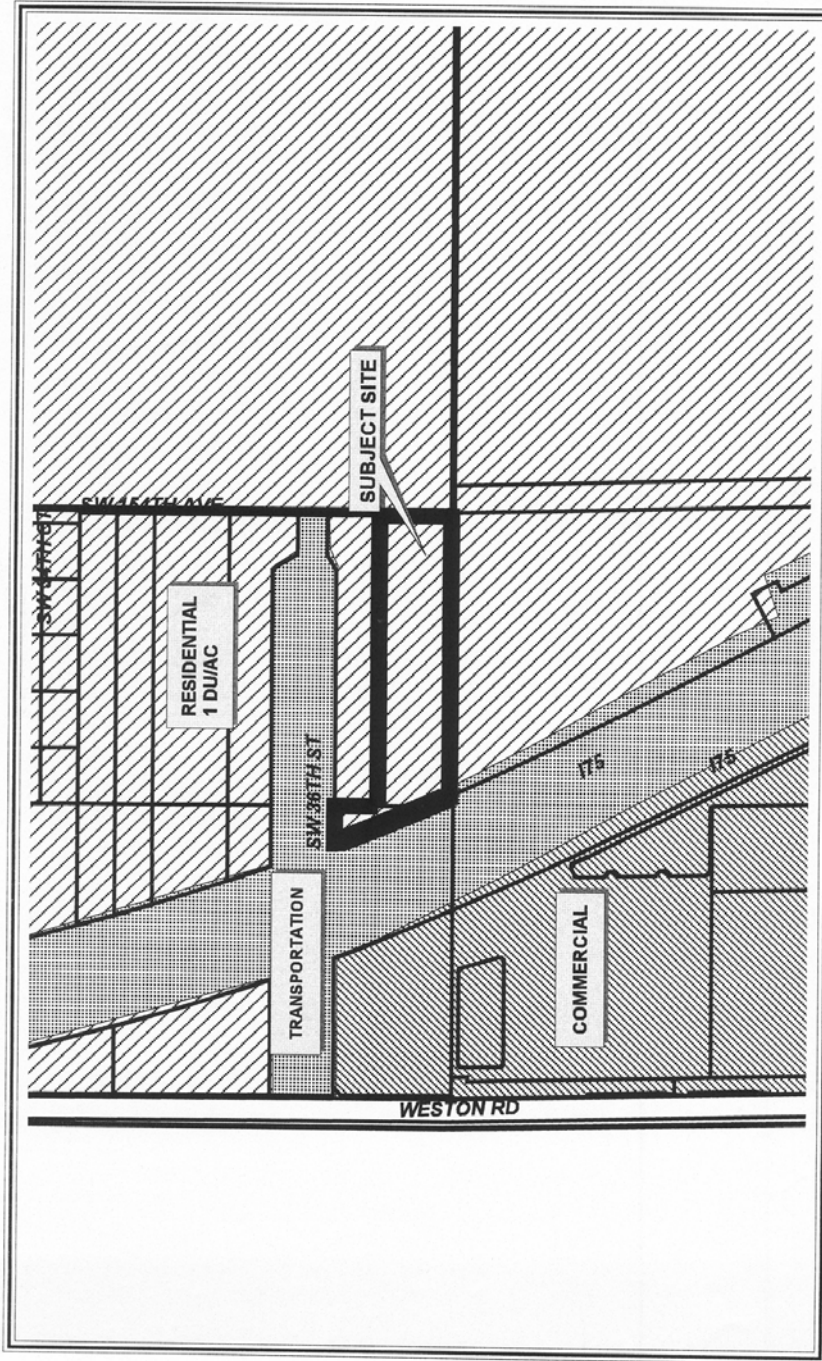 SW 154TH AVE
SUBJECT SITE
RESIDENTIAL
1 DU/AC
SW 36TH ST
TRANSPORTATION
I75
I75
COMMERCIAL
WESTON RD